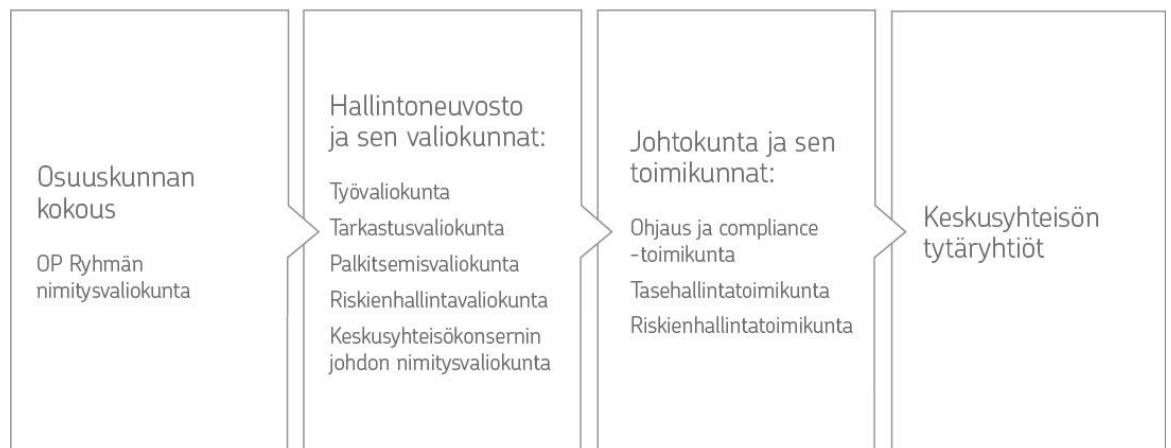 Osuuskunnan
kokous
OP Ryhmän
nimitysvaliokunta
Hallintoneuvosto
ja sen valiokunnat:
Työvaliokunta
Tarkastusvaliokunta
Palkitsemisvaliokunta
Riskienhallintavaliokunta
Keskusyhteisökonsernin
johdon nimitysvaliokunta
Johtokunta ja sen
toimikunnat:
Ohjaus ja compliance
-toimikunta
Tasehallintatoimikunta
Riskienhallintatoimikunta
Keskusyhteisön
tytäryhtiöt